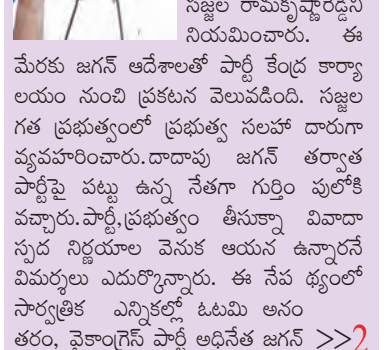 సజ్జల రామకృష్ణారెడ్డిని
నియమించారు. ఈ
మేరకు జగన్ ఆదేశాలతో పార్టీ కేంద్ర కార్యా
లయం నుంచి ప్రకటన వెలువడింది. సజ్జల
గత ప్రభుత్వంలో ప్రభుత్వ సలహా దారుగా
వ్యవహరించారు.దాదాపు జగన్ తర్వాత
పార్టీపై పట్టు ఉన్న నేతగా గుర్తిం పులోకి
వచ్చారు.పార్టీ,ప్రభుత్వం తీసుక్నా వివాదా
స్పద నిర్ణయాల వెనుక ఆయన ఉన్నారనే
విమర్శలు ఎదుర్కొన్నారు. ఈ నేప థ్యంలో
సార్వత్రిక ఎన్నికల్లో ఓటమి అనం
తరం, వైకాంగ్రెస్ పార్టీ అధినేత జగన్ >>2